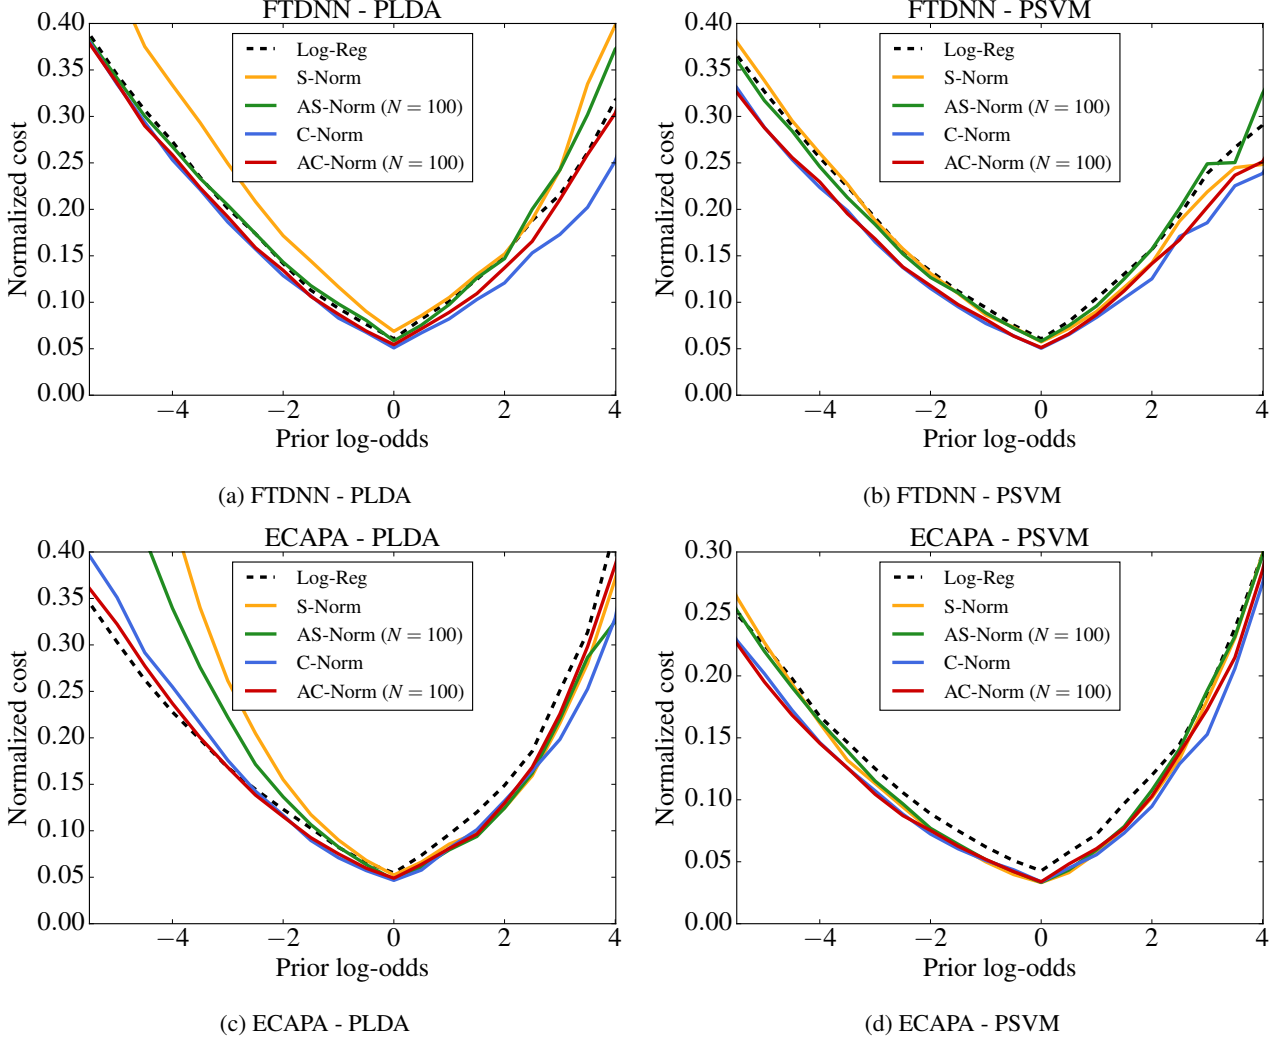 FTDNN - PLDA
0.40
0.35
0.30
0.25
0.20
0.15
0.10
0.05
0.00
Normalized cost
Log-Reg
S-Norm
AS-Norm (N = 100)
C-Norm
AC-Norm (N = 100)
−4 −2 0 2 4
Prior log-odds
(a) FTDNN - PLDA
FTDNN - PSVM
0.40
0.35
0.30
0.25
0.20
0.15
0.10
0.05
0.00
Normalized cost
Log-Reg
S-Norm
AS-Norm (N = 100)
C-Norm
AC-Norm (N = 100)
−4 −2 0 2 4
Prior log-odds
(b) FTDNN - PSVM
ECAPA - PLDA
0.40
0.35
0.30
0.25
0.20
0.15
0.10
0.05
0.00
Normalized cost
Log-Reg
S-Norm
AS-Norm (N = 100)
C-Norm
AC-Norm (N = 100)
−4 −2 0 2 4
Prior log-odds
(c) ECAPA - PLDA
ECAPA - PSVM
0.30
0.25
0.20
0.15
0.10
0.05
0.00
Normalized cost
Log-Reg
S-Norm
AS-Norm (N = 100)
C-Norm
AC-Norm (N = 100)
−4 −2 0 2 4
Prior log-odds
(d) ECAPA - PSVM